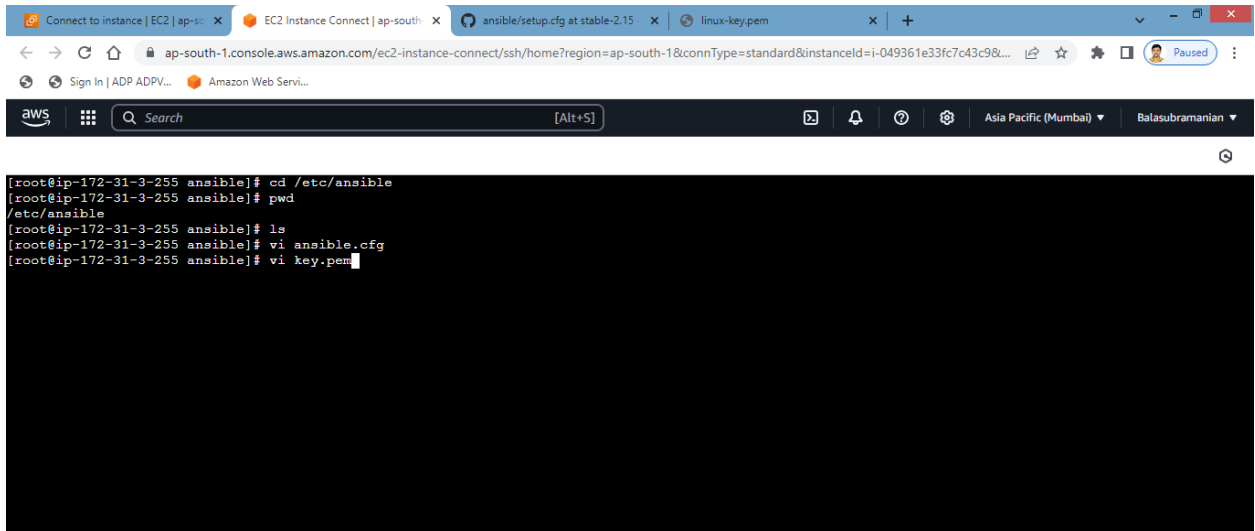 Connect to instance | EC2 | ap-so
EC2 Instance Connect | ap-south
ansible/setup.cfg at stable-2.15
linux-key.pem
ap-south-1.console.aws.amazon.com/ec2-instance-connect/ssh/home?region=ap-south-1&connType=standard&instanceId=i-049361e33fc7c43c9&...
Paused
Sign In | ADP ADPV...
Amazon Web Servi...
aws
Search
[Alt+S]
Asia Pacific (Mumbai)
Balasubramanian
[root@ip-172-31-3-255 ansible]# cd /etc/ansible
[root@ip-172-31-3-255 ansible]# pwd
/etc/ansible
[root@ip-172-31-3-255 ansible]# ls
[root@ip-172-31-3-255 ansible]# vi ansible.cfg
[root@ip-172-31-3-255 ansible]# vi key.pem